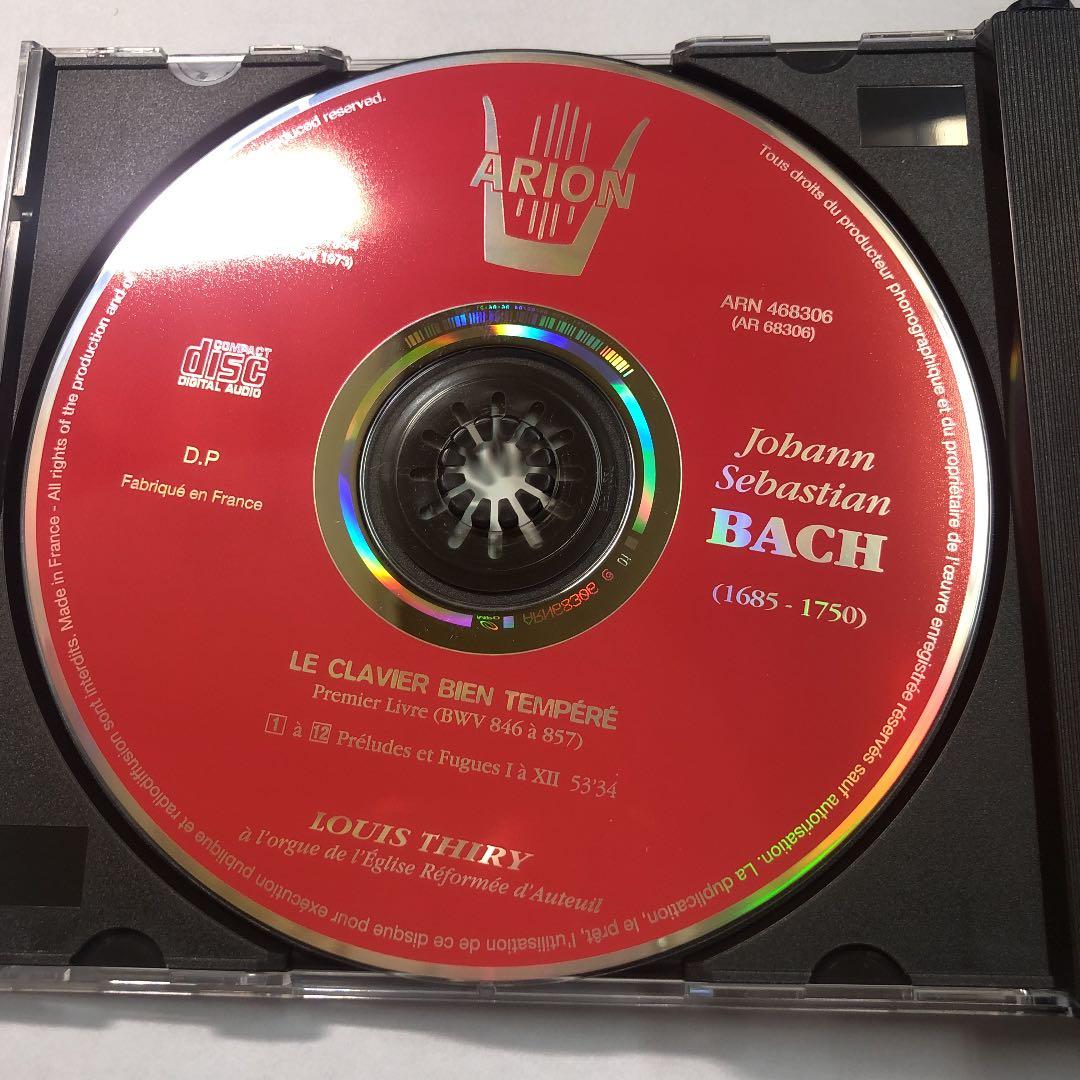 ARION
ARN 468306
(AR 68306)
Johann
Sebastian
BACH
(1685 - 1750)
COMPACT
disc
DIGITAL AUDIO
D.P
Fabriqué en France
1973)
LE CLAVIER BIEN TEMPÉRÉ
Premier Livre (BWV 846 à 857)
1 à 12 Préludes et Fugues I à XII 53'34
LOUIS THIRY
à l'orgue de l'Église Réformée d'Auteuil
Tous droits du producteur phonographique et du propriétaire de l'œuvre enregistrée réservés sauf autorisation. La duplication, le prêt, l'utilisation de ce disque pour exécution publique et radiodiffusion sont interdits. Made in France - All rights of the production and reserved.
ARN68306